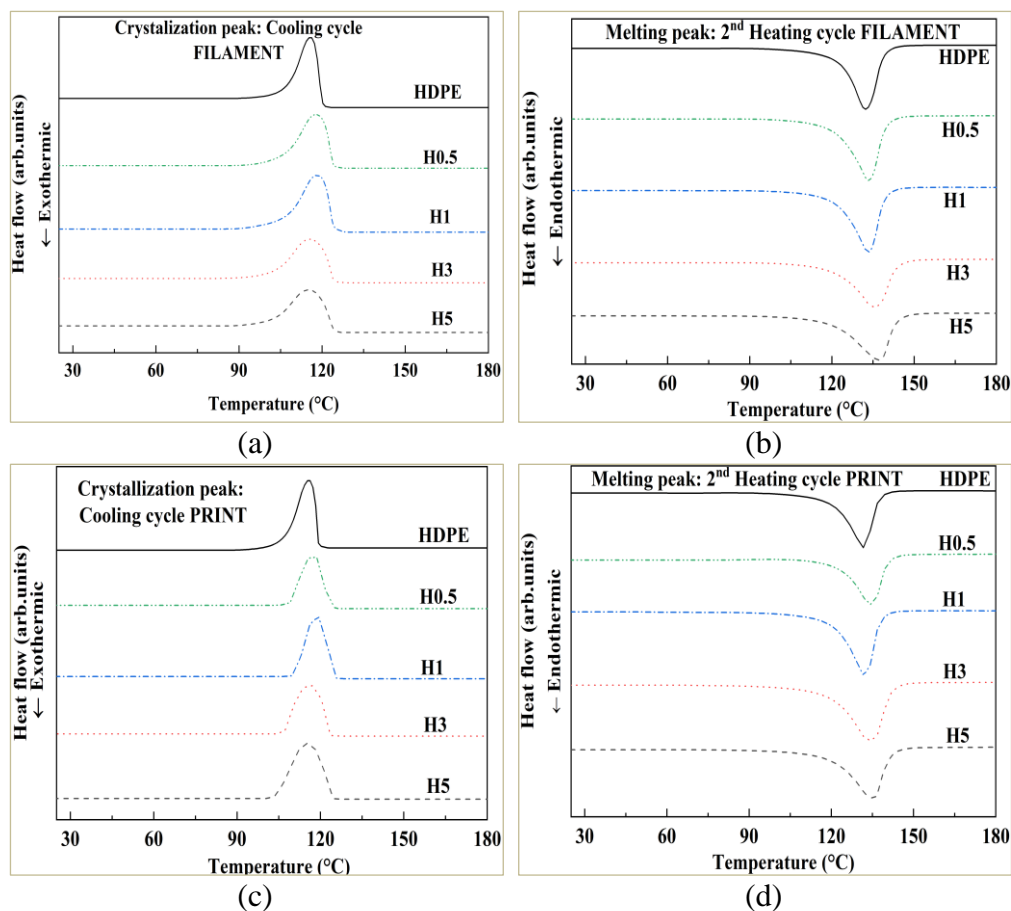 Crystalization peak: Cooling cycle
FILAMENT
HDPE
H0.5
H1
H3
H5
Heat flow (arb.units)
← Exothermic
30 60 90 120 150 180
Temperature (°C)
(a)
Melting peak: 2nd Heating cycle FILAMENT
HDPE
H0.5
H1
H3
H5
Heat flow (arb.units)
← Endothermic
30 60 90 120 150 180
Temperature (°C)
(b)
Crystallization peak:
Cooling cycle PRINT
HDPE
H0.5
H1
H3
H5
Heat flow (arb.units)
← Exothermic
30 60 90 120 150 180
Temperature (°C)
(c)
Melting peak: 2nd Heating cycle PRINT HDPE
H0.5
H1
H3
H5
Heat flow (arb.units)
← Endothermic
30 60 90 120 150 180
Temperature (°C)
(d)